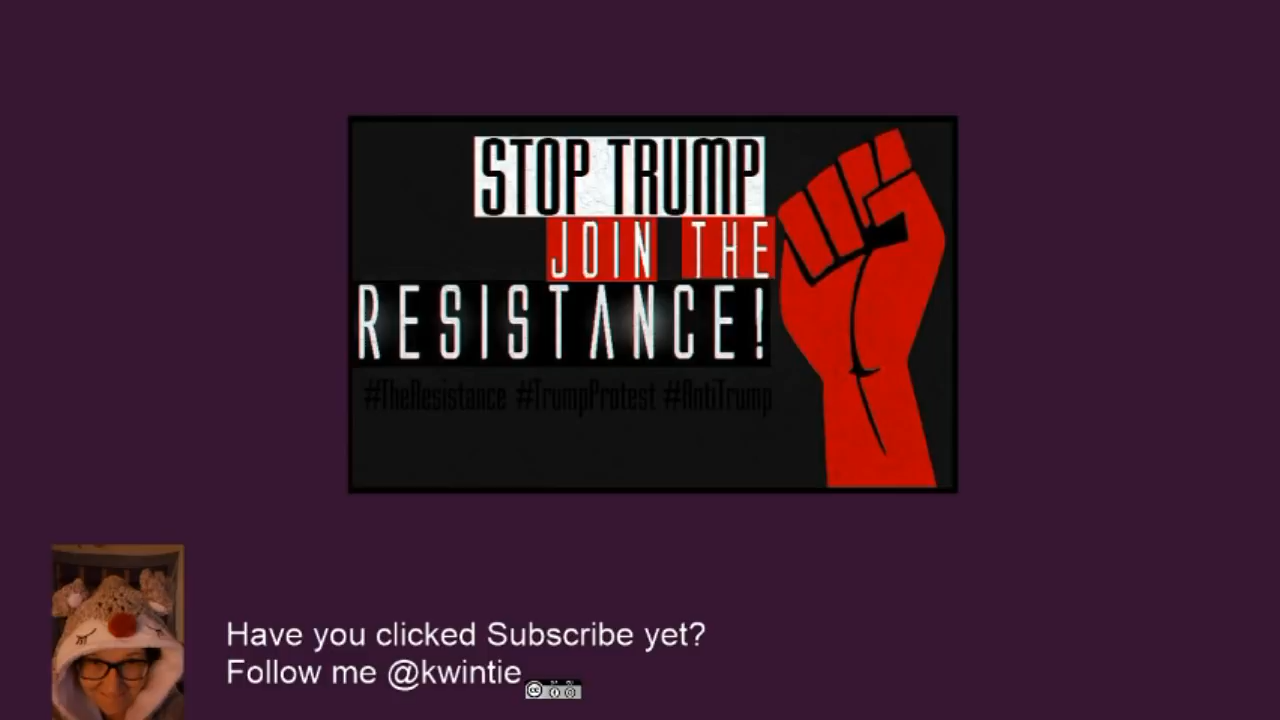 STOP TRUMP
JOIN THE
RESISTANCE!
#TheResistance #TrumpProtest #AntiTrump
Have you clicked Subscribe yet?
Follow me @kwintie